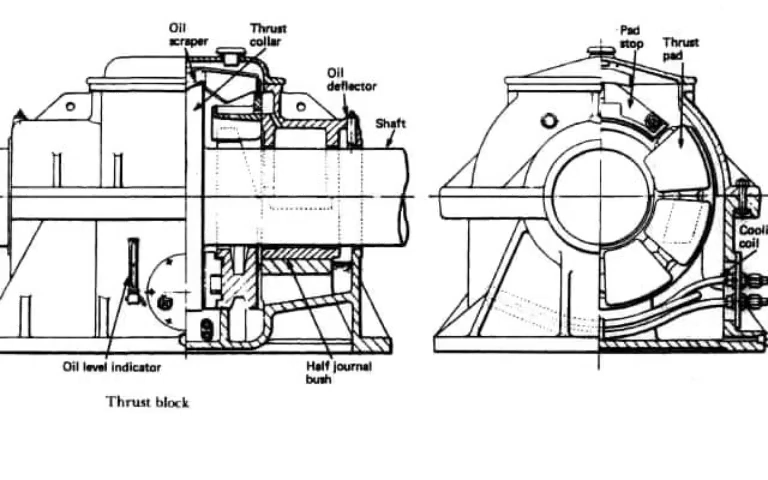 Oil
scraper
Thrust
collar
Oil
deflector
Shaft
Oil level indicator
Half journal
bush
Thrust block
Pad
stop
Thrust
pad
Cooli
coil